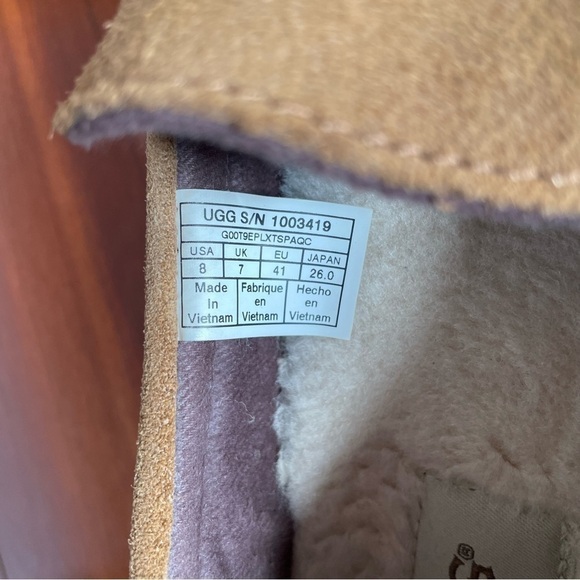 UGG S/N 1003419
G00T9EPLXTSPAQC
USA UK EU JAPAN
8 7 41 26.0
Made Fabrique Hecho
In en en
Vietnam Vietnam Vietnam
®